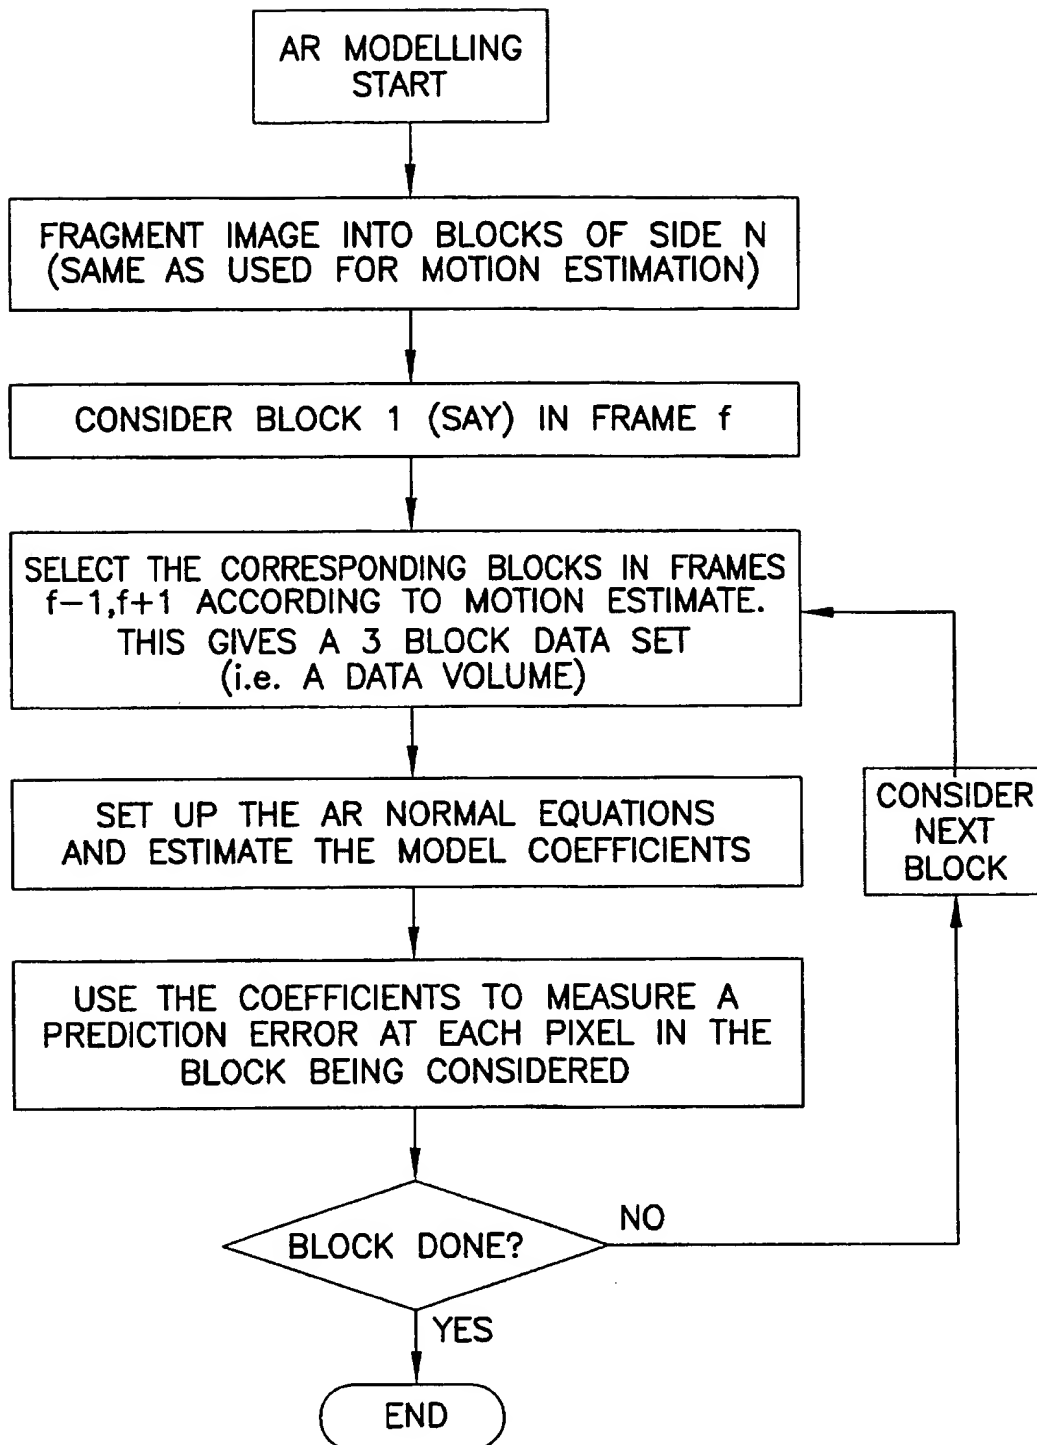 AR MODELLING
START
FRAGMENT IMAGE INTO BLOCKS OF SIDE N
(SAME AS USED FOR MOTION ESTIMATION)
CONSIDER BLOCK 1 (SAY) IN FRAME f
SELECT THE CORRESPONDING BLOCKS IN FRAMES
f-1,f+1 ACCORDING TO MOTION ESTIMATE.
THIS GIVES A 3 BLOCK DATA SET
(i.e. A DATA VOLUME)
SET UP THE AR NORMAL EQUATIONS
AND ESTIMATE THE MODEL COEFFICIENTS
CONSIDER
NEXT
BLOCK
USE THE COEFFICIENTS TO MEASURE A
PREDICTION ERROR AT EACH PIXEL IN THE
BLOCK BEING CONSIDERED
BLOCK DONE?
NO
YES
END